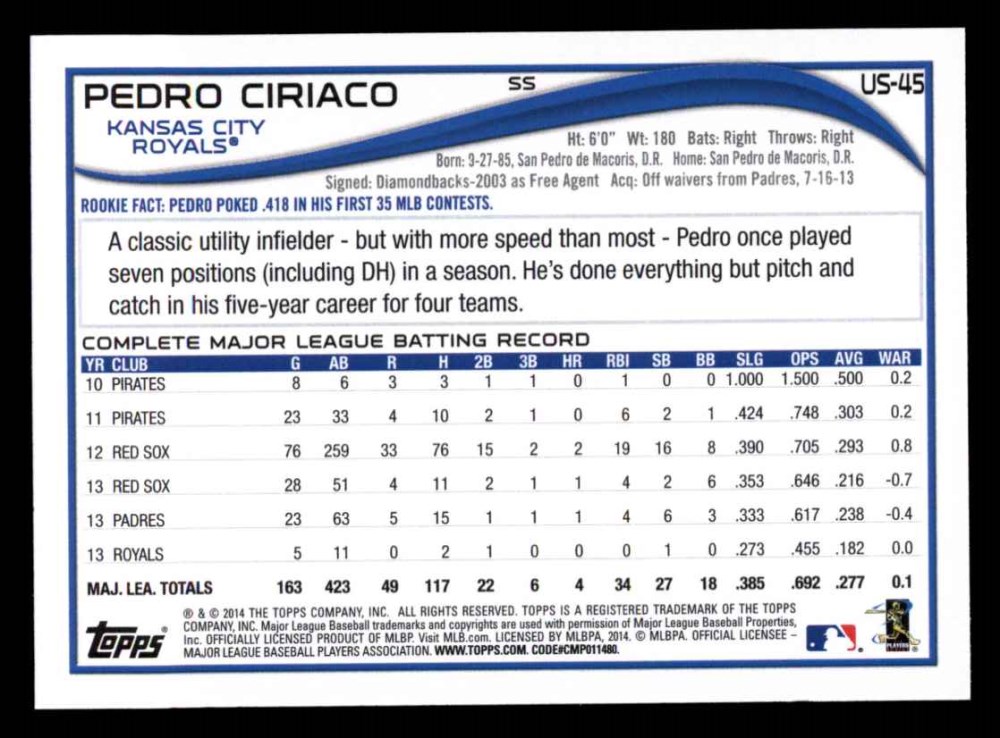 PEDRO CIRIACO SS US-45
KANSAS CITY
ROYALS®
Ht: 6'0" Wt: 180 Bats: Right Throws: Right
Born: 9-27-85, San Pedro de Macoris, D.R. Home: San Pedro de Macoris, D.R.
Signed: Diamondbacks-2003 as Free Agent Acq: Off waivers from Padres, 7-16-13
ROOKIE FACT: PEDRO POKED .418 IN HIS FIRST 35 MLB CONTESTS.
A classic utility infielder - but with more speed than most - Pedro once played
seven positions (including DH) in a season. He's done everything but pitch and
catch in his five-year career for four teams.
COMPLETE MAJOR LEAGUE BATTING RECORD
YR CLUB G AB R H 2B 3B HR RBI SB BB SLG OPS AVG WAR
10 PIRATES 8 6 3 3 1 1 0 1 0 0 1.000 1.500 .500 0.2
11 PIRATES 23 33 4 10 2 1 0 6 2 1 .424 .748 .303 0.2
12 RED SOX 76 259 33 76 15 2 2 19 16 8 .390 .705 .293 0.8
13 RED SOX 28 51 4 11 2 1 1 4 2 6 .353 .646 .216 -0.7
13 PADRES 23 63 5 15 1 1 1 4 6 3 .333 .617 .238 -0.4
13 ROYALS 5 11 0 2 1 0 0 0 1 0 .273 .455 .182 0.0
MAJ. LEA. TOTALS 163 423 49 117 22 6 4 34 27 18 .385 .692 .277 0.1
® & © 2014 THE TOPPS COMPANY, INC. ALL RIGHTS RESERVED. TOPPS IS A REGISTERED TRADEMARK OF THE TOPPS
COMPANY, INC. Major League Baseball trademarks and copyrights are used with permission of Major League Baseball Properties,
Inc. OFFICIALLY LICENSED PRODUCT OF MLBP. Visit MLB.com. LICENSED BY MLBPA, 2014. © MLBPA. OFFICIAL LICENSEE –
MAJOR LEAGUE BASEBALL PLAYERS ASSOCIATION. WWW.TOPPS.COM. CODE#CMP011480.
Topps®
PLAYERS